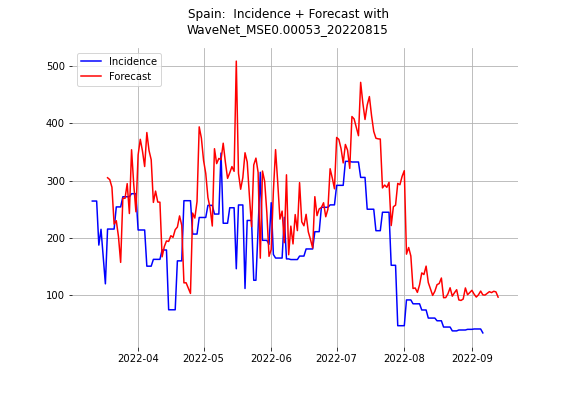 Spain:  Incidence + Forecast with
WaveNet_MSE0.00053_20220815
Incidence
Forecast
500
400
300
200
100
2022-04
2022-05
2022-06
2022-07
2022-08
2022-09